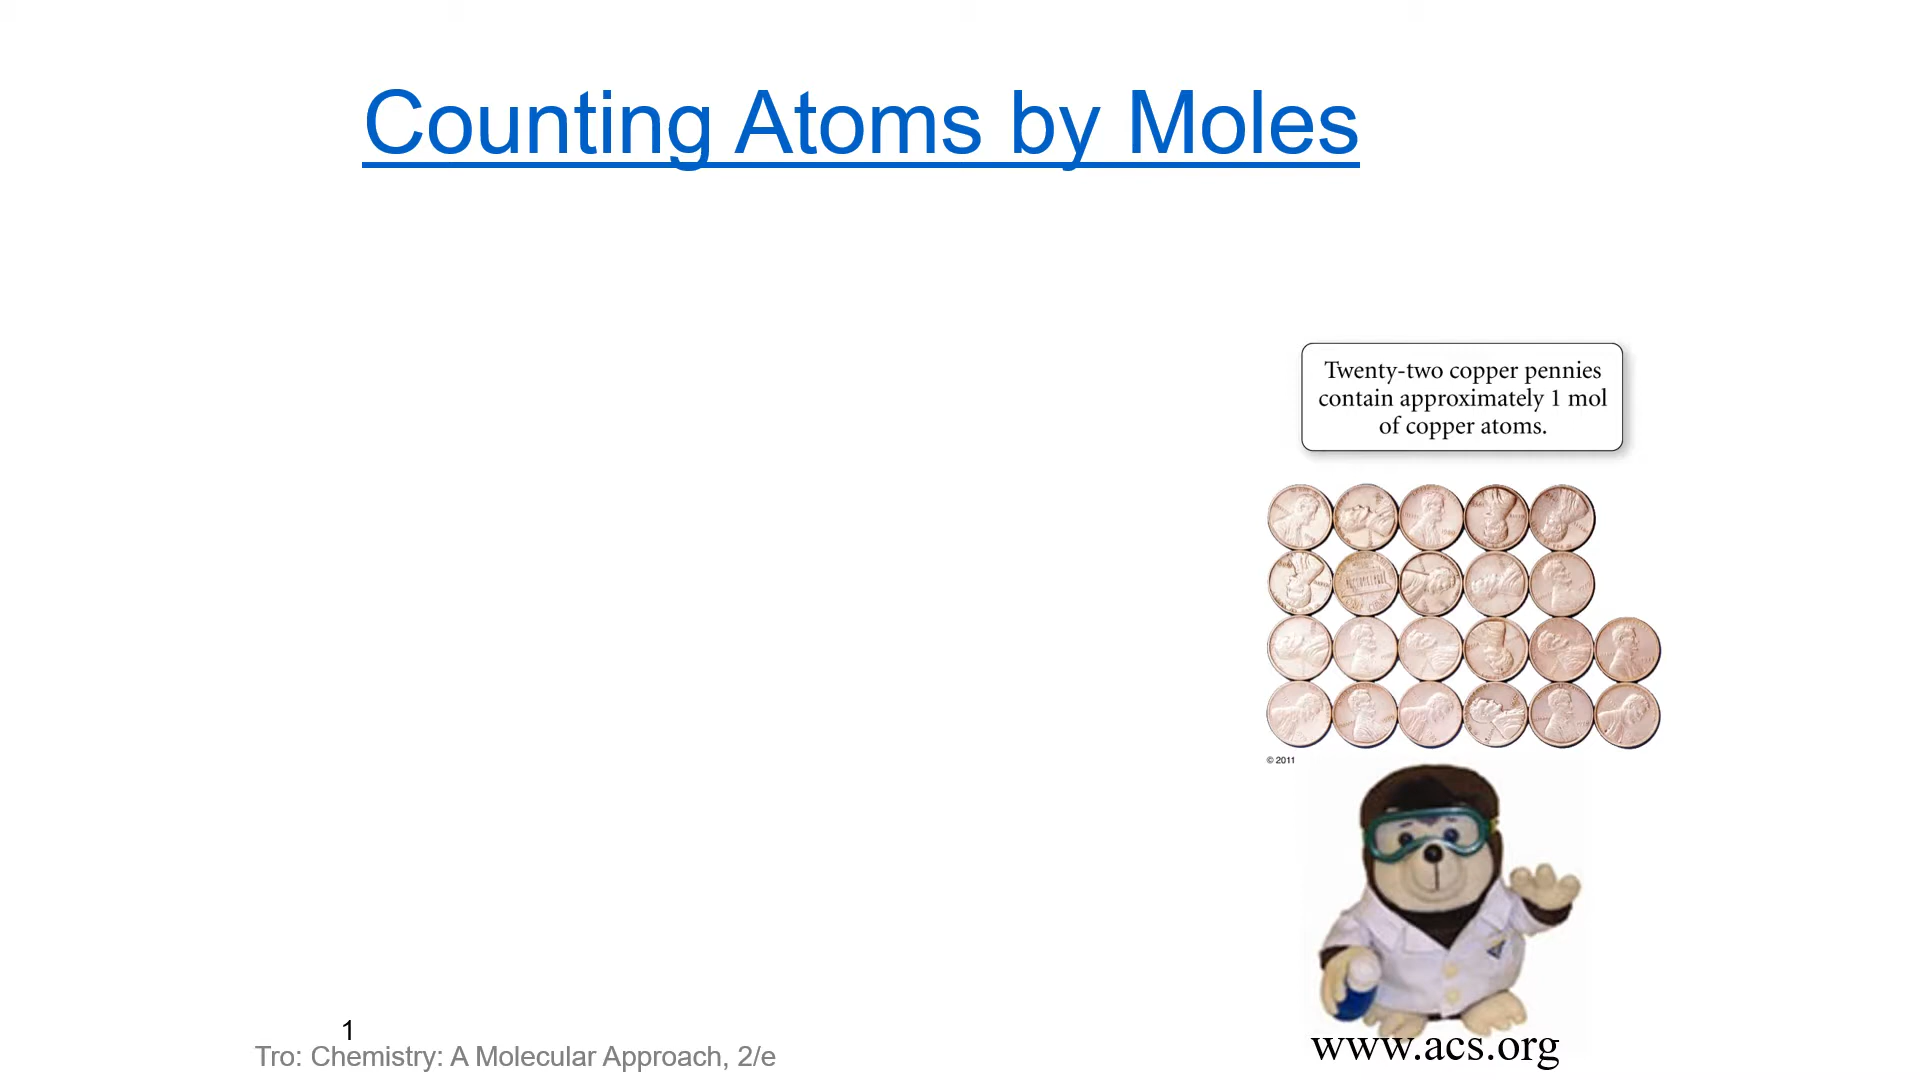 Counting Atoms by Moles
Twenty-two copper pennies
contain approximately 1 mol
of copper atoms.
© 2011
1
Tro: Chemistry: A Molecular Approach, 2/e
www.acs.org